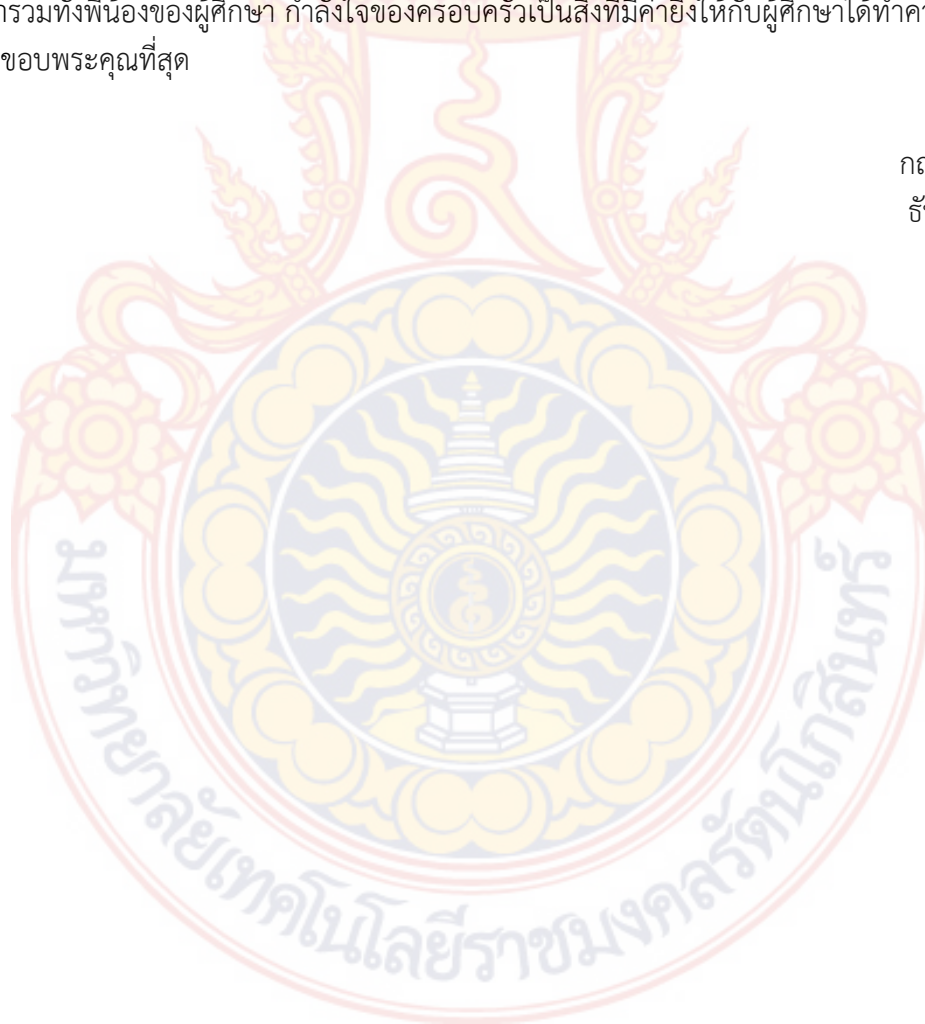 ารวมทั้งพี่น้องของผู้ศึกษา กำลังใจของครอบครัวเป็นสิ่งที่มีค่ายิ่งให้กับผู้ศึกษาได้ทำคว
ขอบพระคุณที่สุด
มหาวิทยาลัยเทคโนโลยีราชมงคลรัตนโกสินทร์